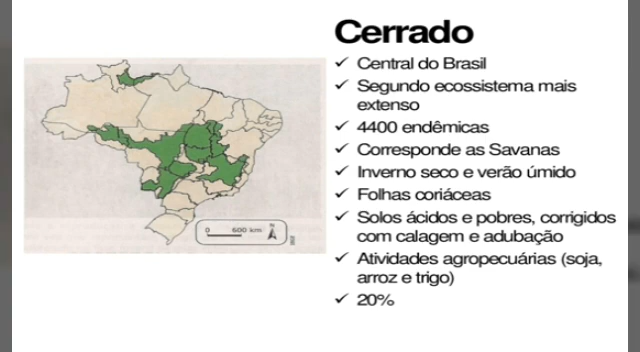 Cerrado
✓ Central do Brasil
✓ Segundo ecossistema mais
extenso
✓ 4400 endêmicas
✓ Corresponde as Savanas
✓ Inverno seco e verão úmido
✓ Folhas coriáceas
✓ Solos ácidos e pobres, corrigidos
com calagem e adubação
✓ Atividades agropecuárias (soja,
arroz e trigo)
✓ 20%
0 600 km N